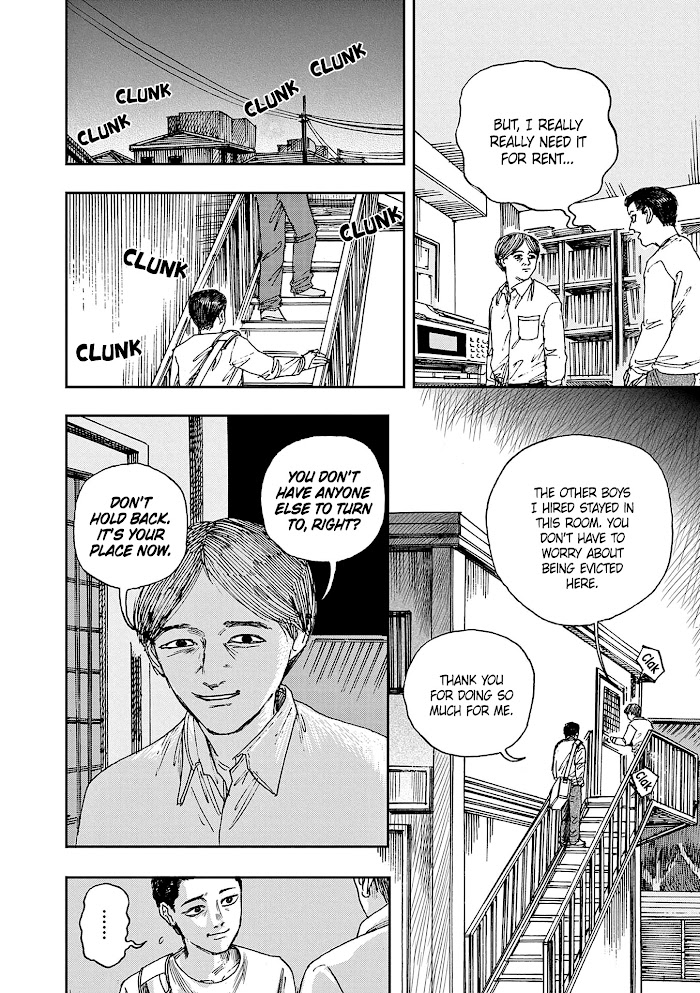 BUT, I REALLY
REALLY NEED IT
FOR RENT...
CLUNK
CLUNK
CLUNK
CLUNK
CLUNK
CLUNK
CLUNK
THE OTHER BOYS
I HIRED STAYED IN
THIS ROOM. YOU
DON'T HAVE TO
WORRY ABOUT
BEING EVICTED
HERE.
Clak
THANK YOU
FOR DOING SO
MUCH FOR ME.
Clak
YOU DON'T
HAVE ANYONE
ELSE TO TURN
TO, RIGHT?
DON'T
HOLD BACK.
IT'S YOUR
PLACE NOW.
......